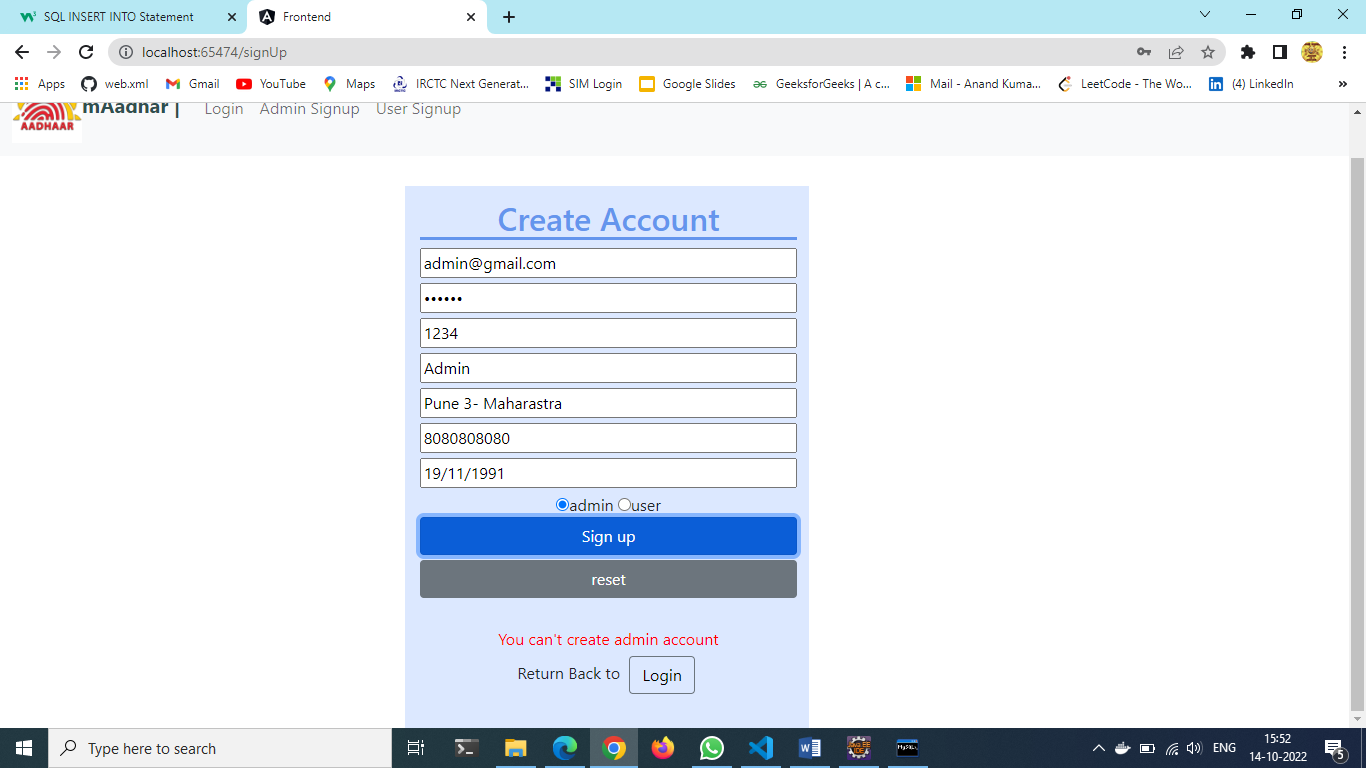 SQL INSERT INTO Statement
Frontend
localhost:65474/signUp
Apps web.xml Gmail YouTube Maps IRCTC Next Generat... SIM Login Google Slides GeeksforGeeks | A c... Mail - Anand Kuma... LeetCode - The Wo... (4) LinkedIn »
AADHAAR
mAadhar | Login Admin Signup User Signup
Create Account
admin@gmail.com
••••••
1234
Admin
Pune 3- Maharastra
8080808080
19/11/1991
admin user
Sign up
reset
You can't create admin account
Return Back to Login
Type here to search
ENG
15:52
14-10-2022
5